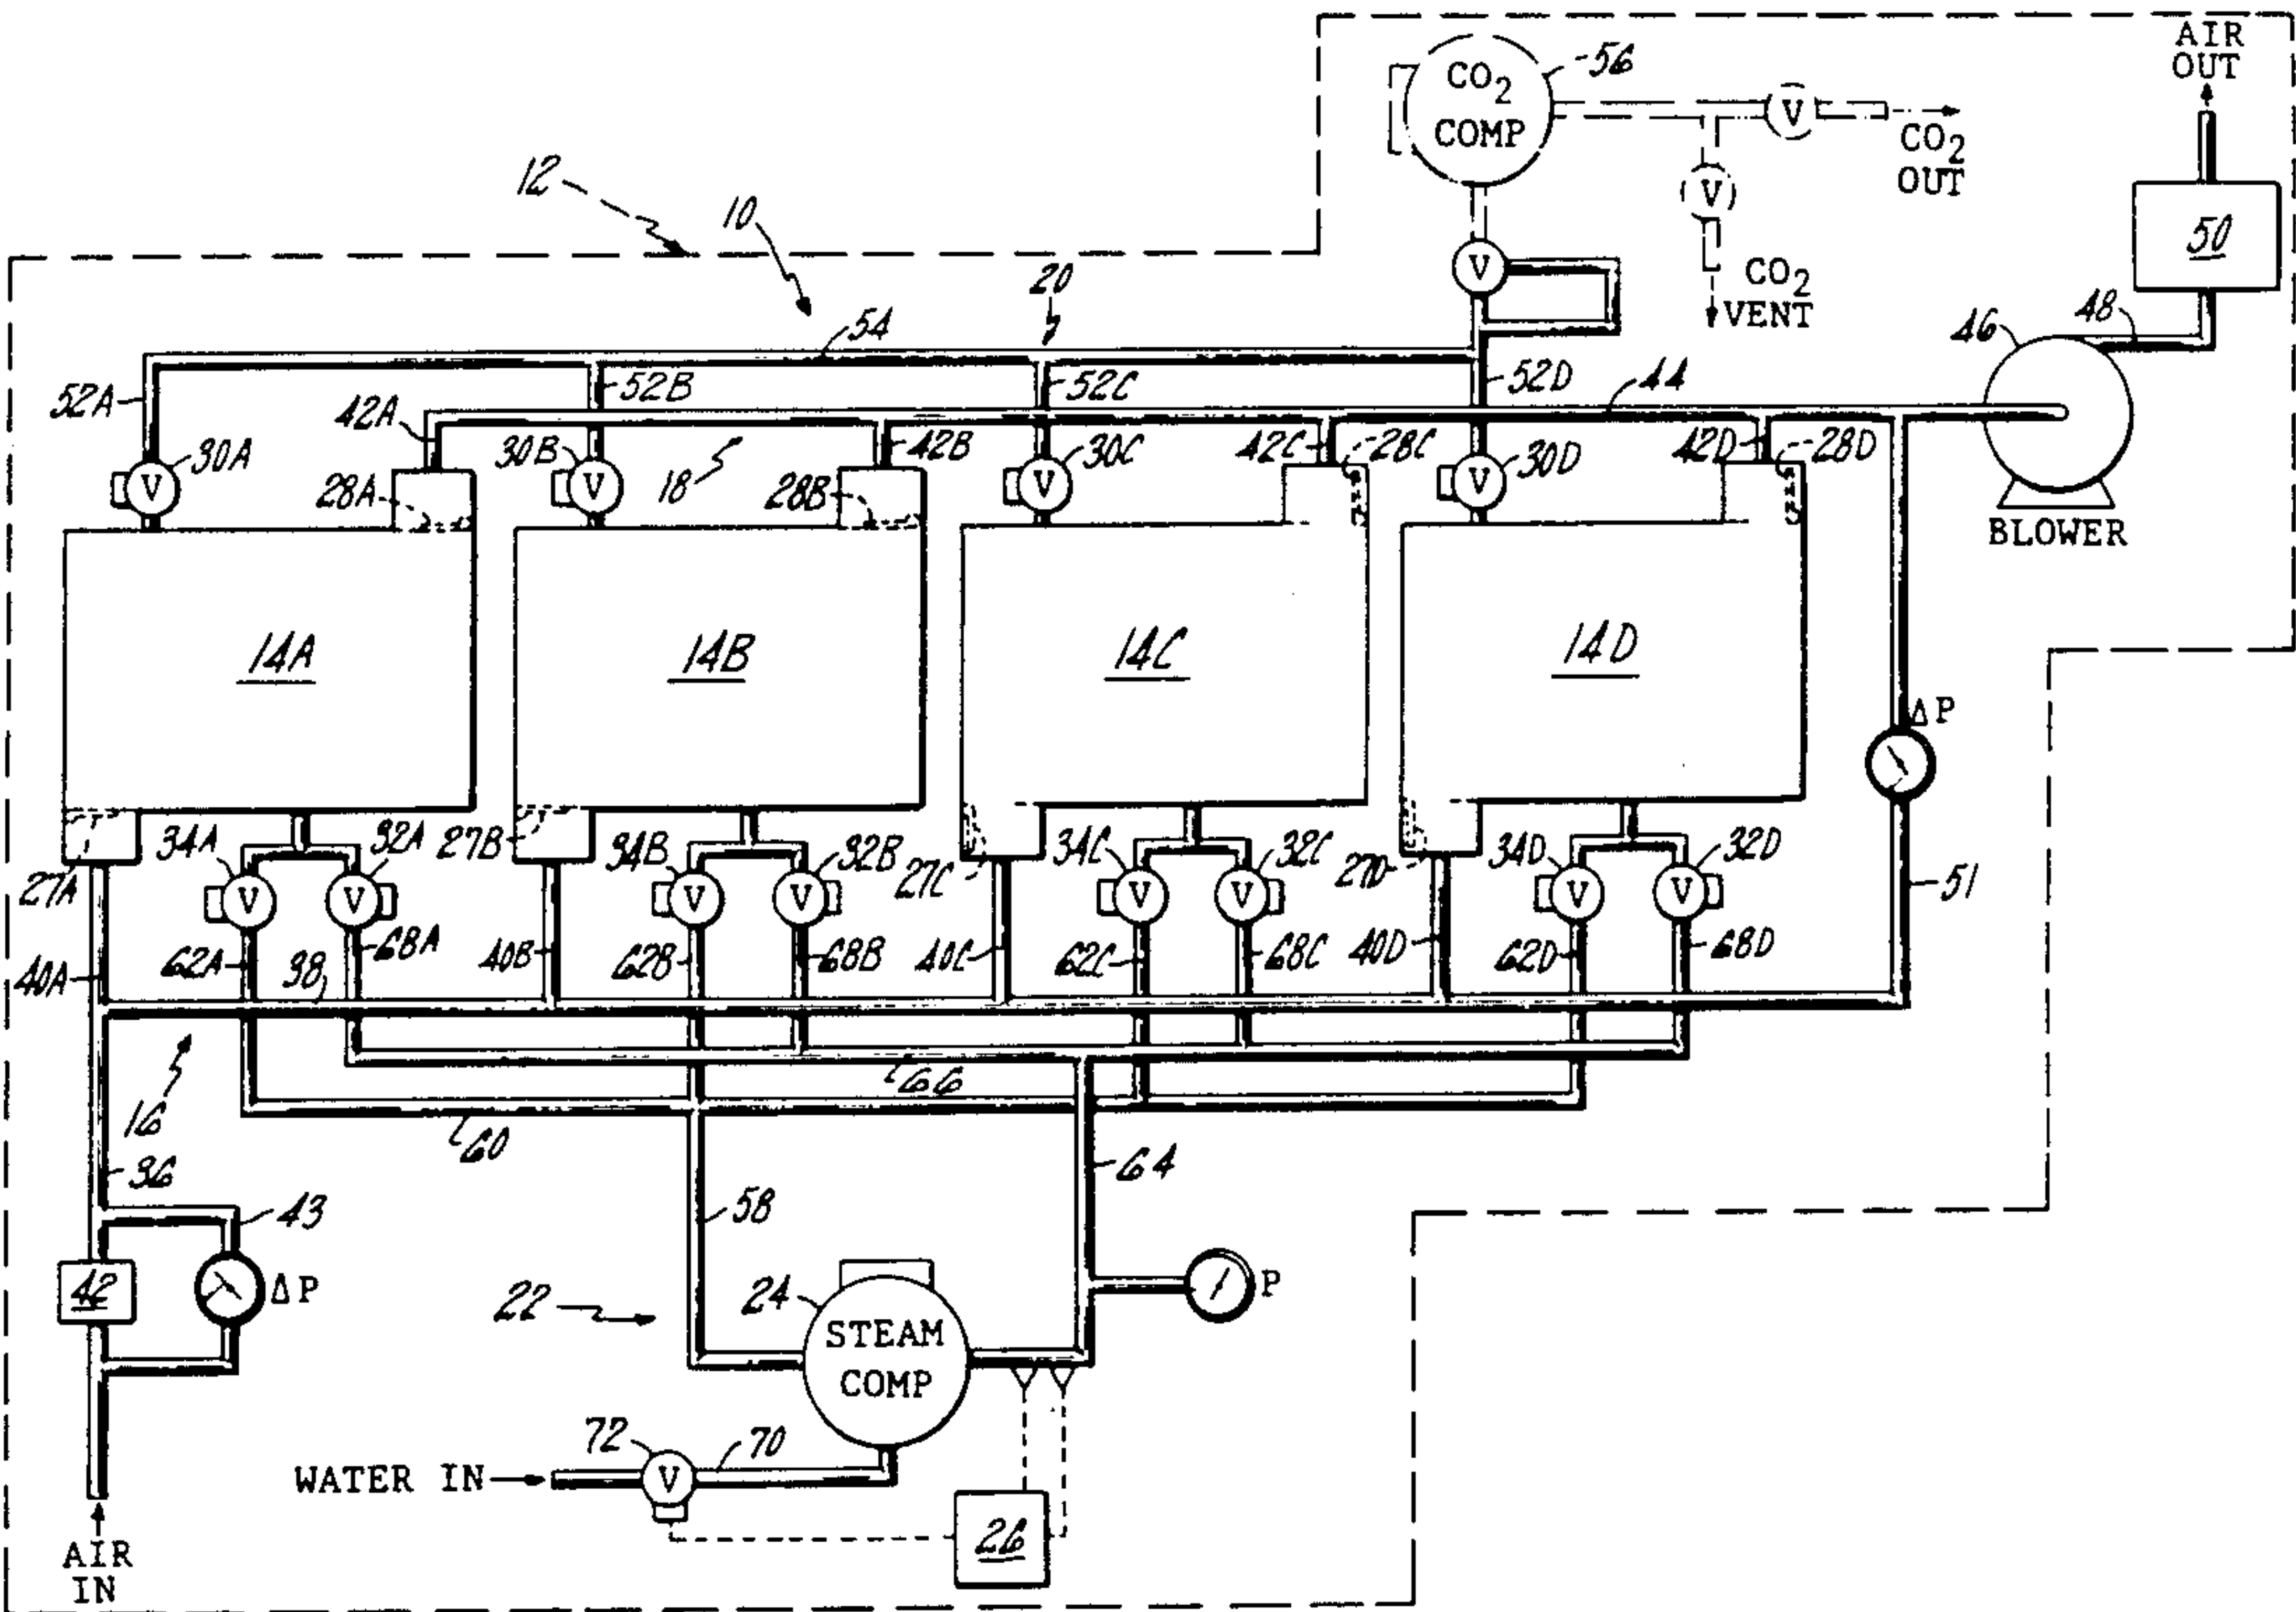 AIR
OUT
56
CO2
COMP
V
CO2
OUT
V
12
10
50
V
CO2
VENT
20
46
48
54
52A
52B
52C
52D
44
42A
30A
30B
42B
30C
42C
28C
30D
42D
28D
V
V
V
V
28A
18
28B
BLOWER
14A
14B
14C
14D
ΔP
34A
32A
27B
34B
32B
34C
32C
34D
32D
27A
27C
27D
V
V
V
V
V
V
V
V
51
40A
62A
68A
38
40B
62B
68B
40C
62C
68C
40D
62D
68D
66
16
60
36
64
43
58
42
ΔP
22
24
P
STEAM
COMP
72
70
WATER IN
V
26
AIR
IN